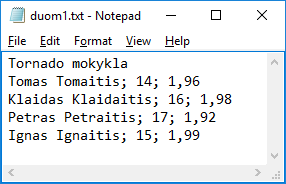 duom1.txt - Notepad
File Edit Format View Help
Tornado mokykla
Tomas Tomaitis; 14; 1,96
Klaidas Klaidaitis; 16; 1,98
Petras Petraitis; 17; 1,92
Ignas Ignaitis; 15; 1,99